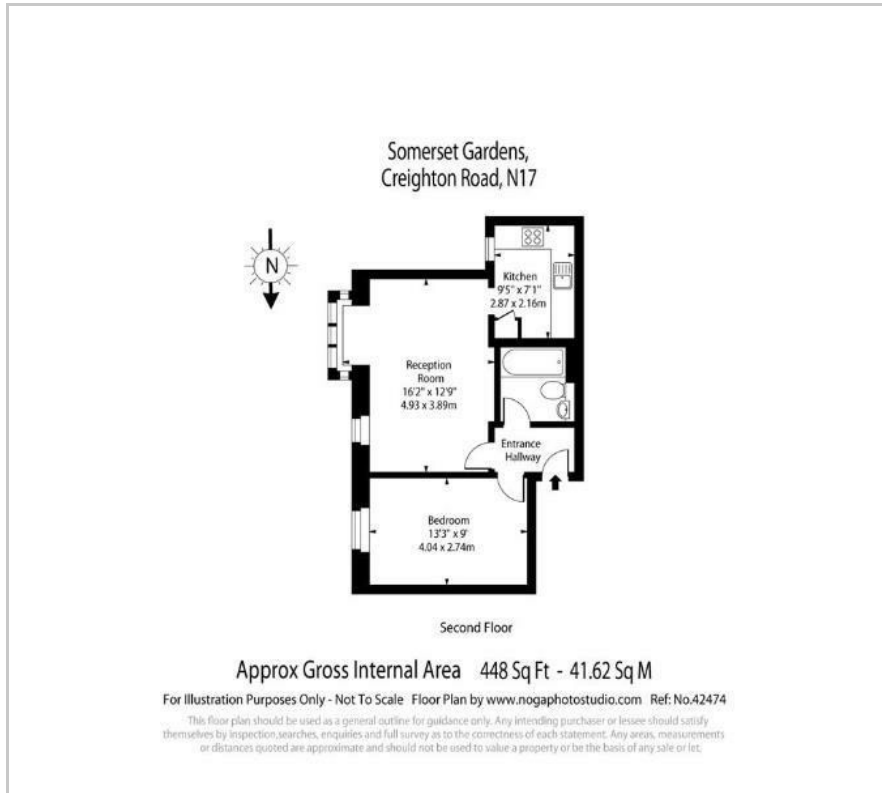 Somerset Gardens,
Creighton Road, N17
N
Kitchen
9'5" x 7'1"
2.87 x 2.16m
Reception
Room
16'2" x 12'9"
4.93 x 3.89m
Entrance
Hallway
Bedroom
13'3" x 9'
4.04 x 2.74m
Second Floor
Approx Gross Internal Area 448 Sq Ft - 41.62 Sq M
For Illustration Purposes Only - Not To Scale Floor Plan by www.nogaphotostudio.com Ref: No.42474
This floor plan should be used as a general outline for guidance only. Any intending purchaser or lessee should satisfy
themselves by inspection,searches, enquiries and full survey as to the correctness of each statement. Any areas, measurements
or distances quoted are approximate and should not be used to value a property or be the basis of any sale or let.